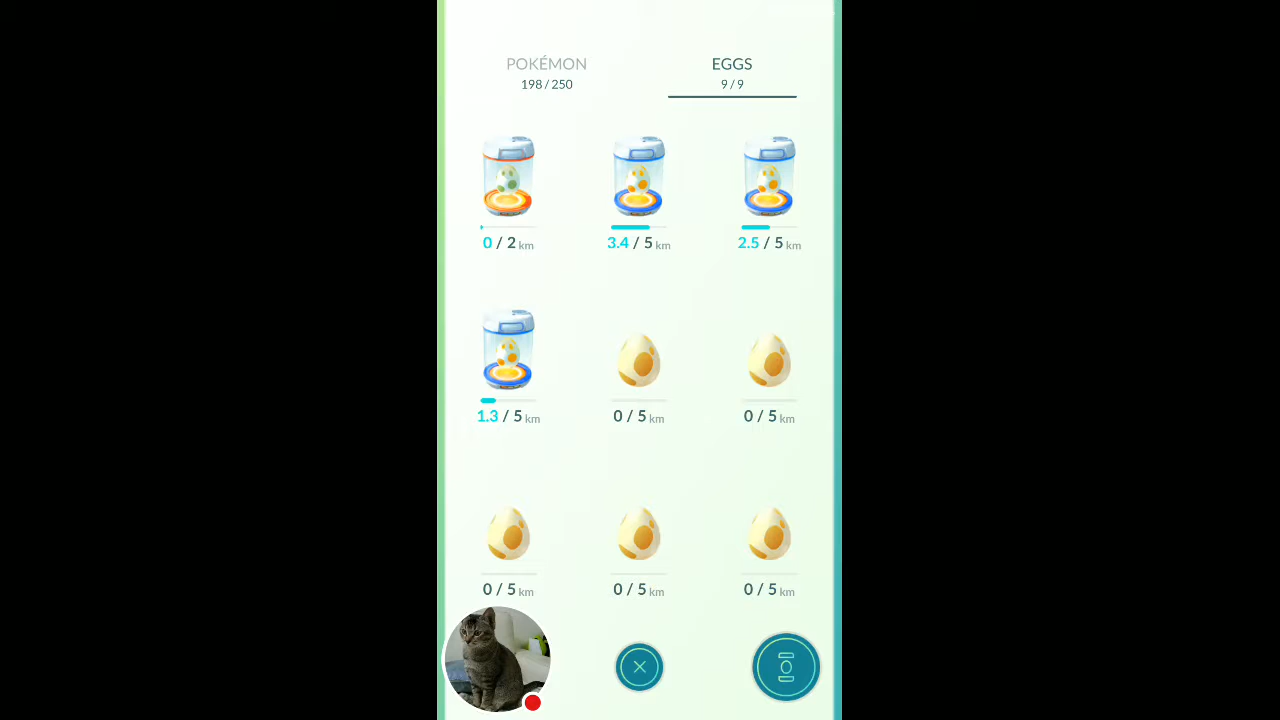 POKÉMON EGGS
198 / 250 9 / 9
0 / 2 km 3.4 / 5 km 2.5 / 5 km
1.3 / 5 km 0 / 5 km 0 / 5 km
0 / 5 km 0 / 5 km 0 / 5 km